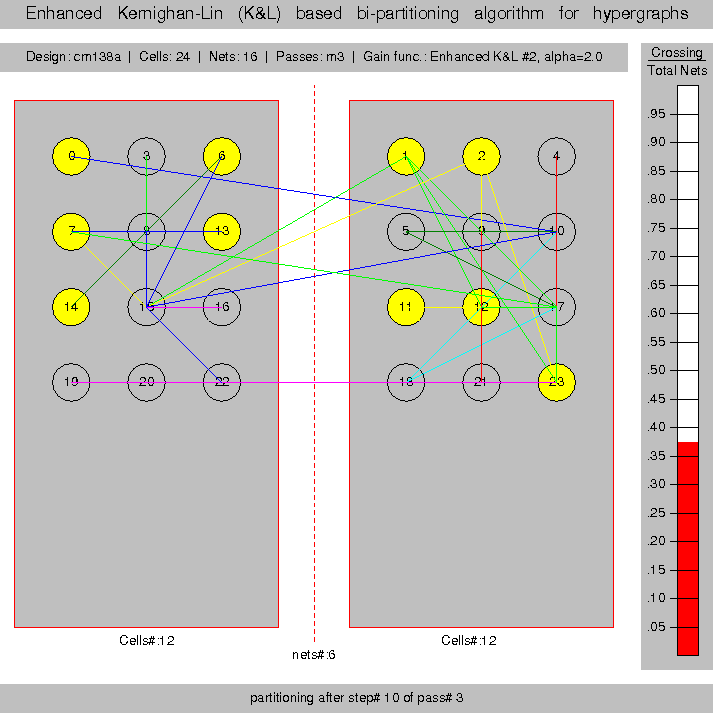 Enhanced Kernighan-Lin (K&L) based bi-partitioning algorithm for hypergraphs
Design: cm138a | Cells: 24 | Nets: 16 | Passes: m3 | Gain func.: Enhanced K&L #2, alpha=2.0
Crossing
Total Nets
.95
.90
.85
.80
.75
.70
.65
.60
.55
.50
.45
.40
.35
.30
.25
.20
.15
.10
.05
0 3 6 1 2 4
7 8 13 5 9 10
14 15 16 11 12 17
19 20 22 18 21 23
Cells#:12
Cells#:12
nets#:6
partitioning after step# 10 of pass# 3